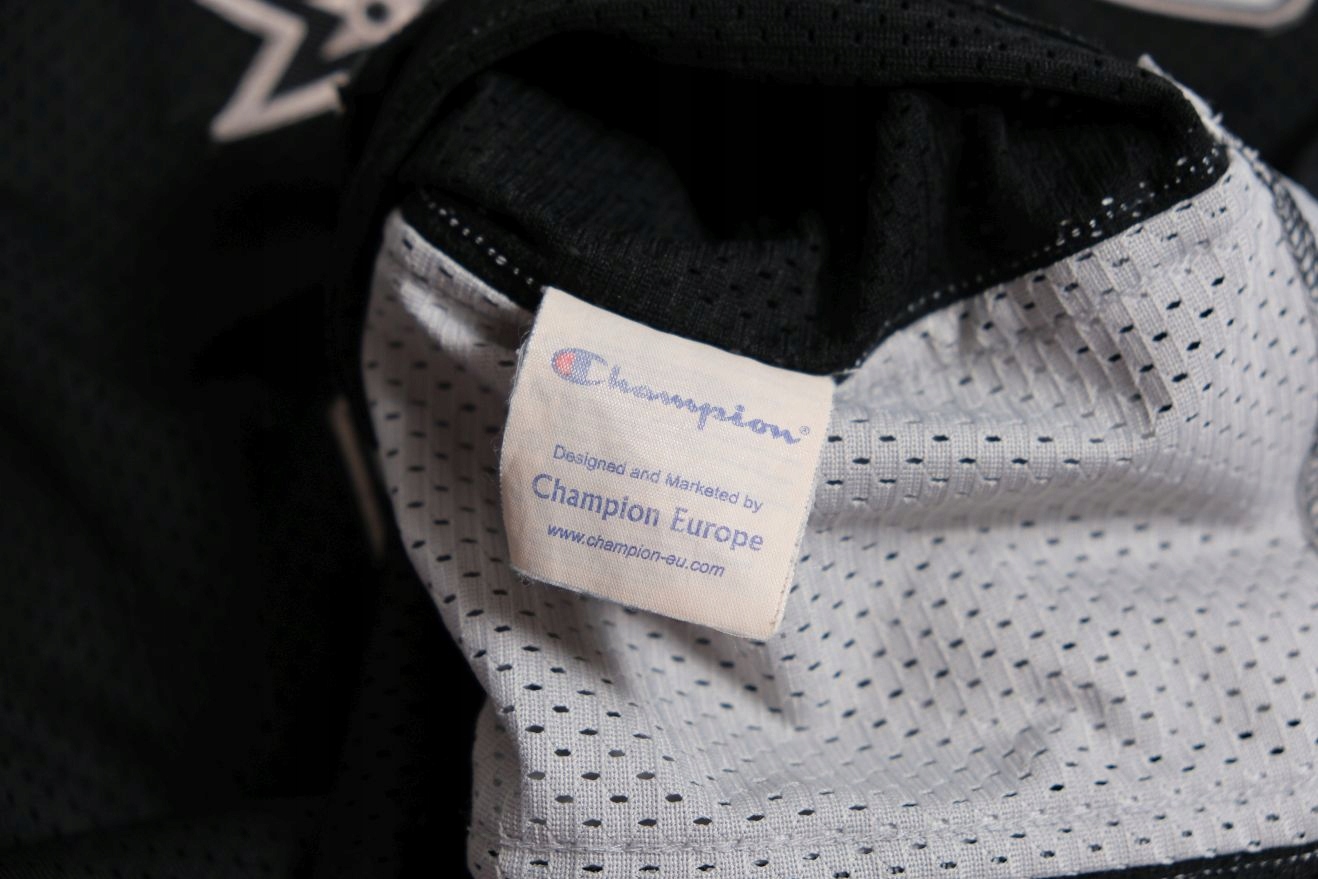 Champion®
Designed and Marketed by
Champion Europe
www.champion-eu.com